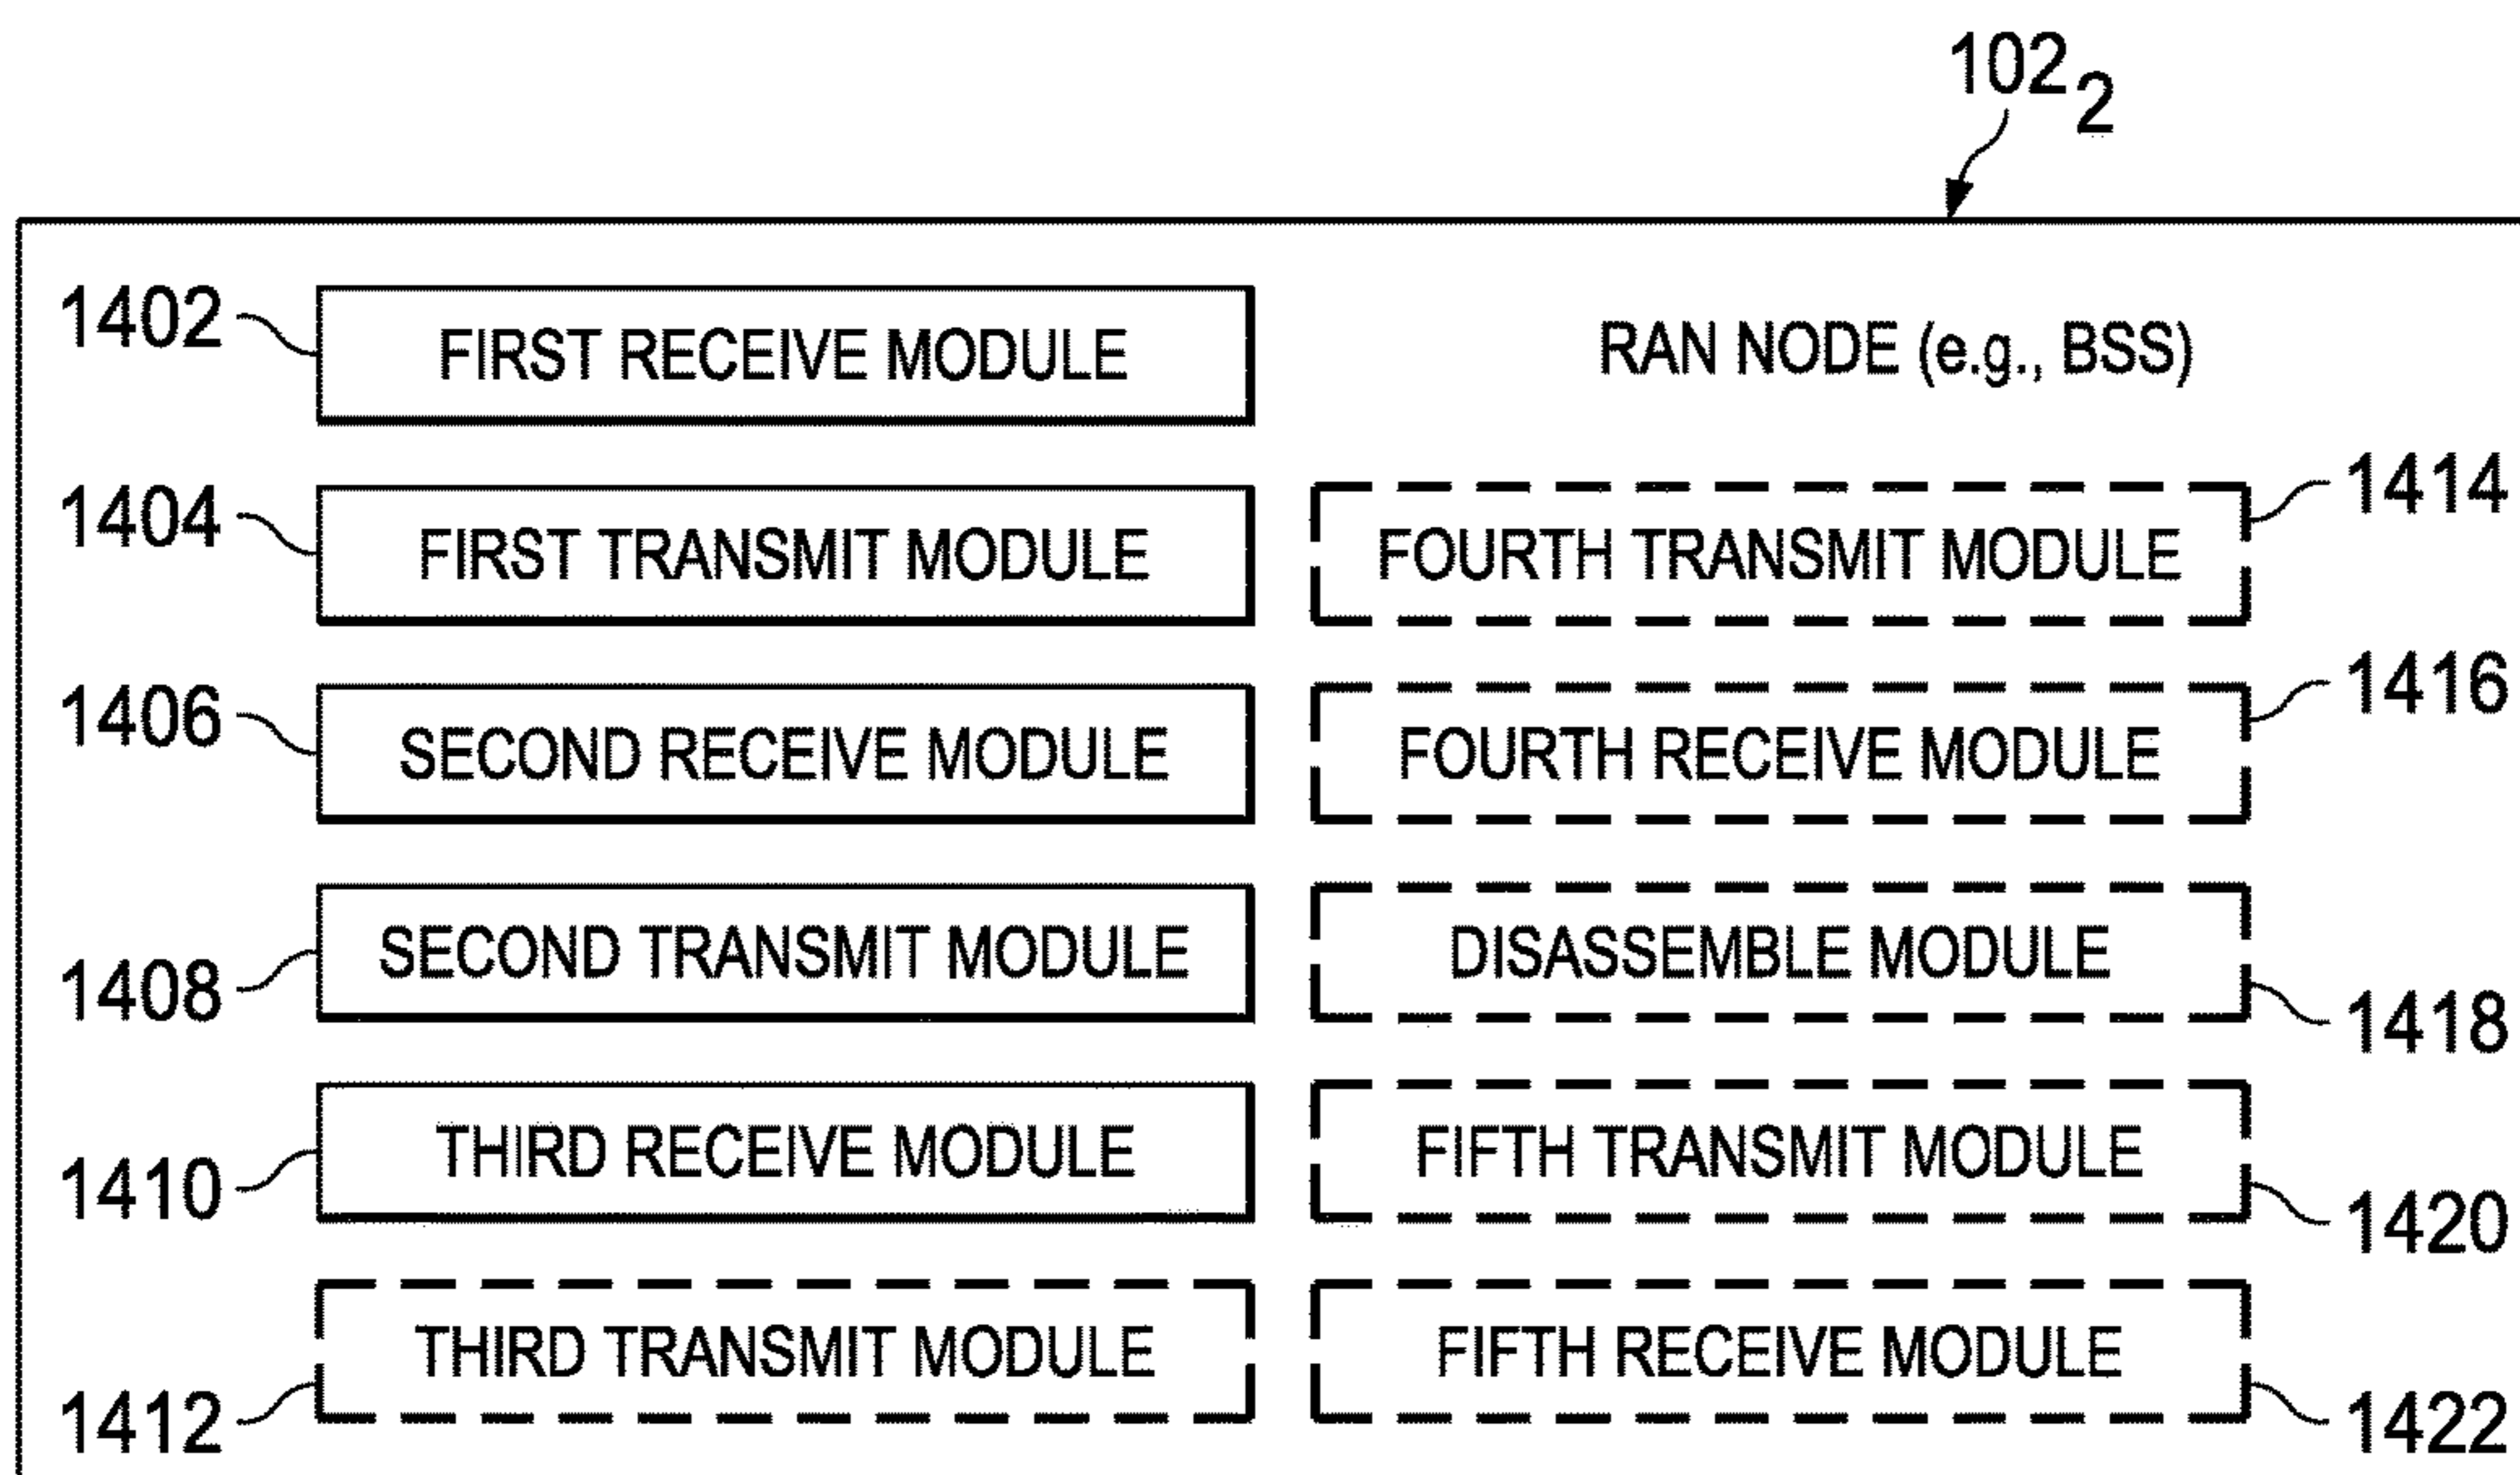 102₂
1402 FIRST RECEIVE MODULE RAN NODE (e.g., BSS)
1404 FIRST TRANSMIT MODULE FOURTH TRANSMIT MODULE 1414
1406 SECOND RECEIVE MODULE FOURTH RECEIVE MODULE 1416
1408 SECOND TRANSMIT MODULE DISASSEMBLE MODULE 1418
1410 THIRD RECEIVE MODULE FIFTH TRANSMIT MODULE 1420
1412 THIRD TRANSMIT MODULE FIFTH RECEIVE MODULE 1422